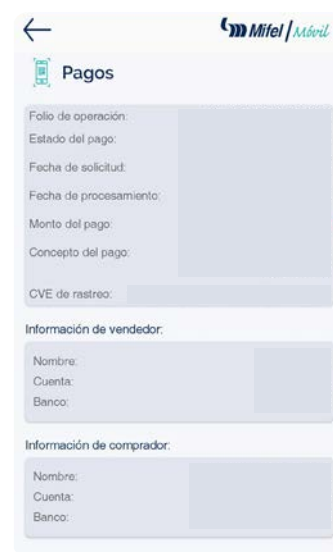 Mifel | Móvil
Pagos
Folio de operación:
Estado del pago:
Fecha de solicitud:
Fecha de procesamiento:
Monto del pago:
Concepto del pago:
CVE de rastreo:
Información de vendedor:
Nombre:
Cuenta:
Banco:
Información de comprador:
Nombre:
Cuenta:
Banco: